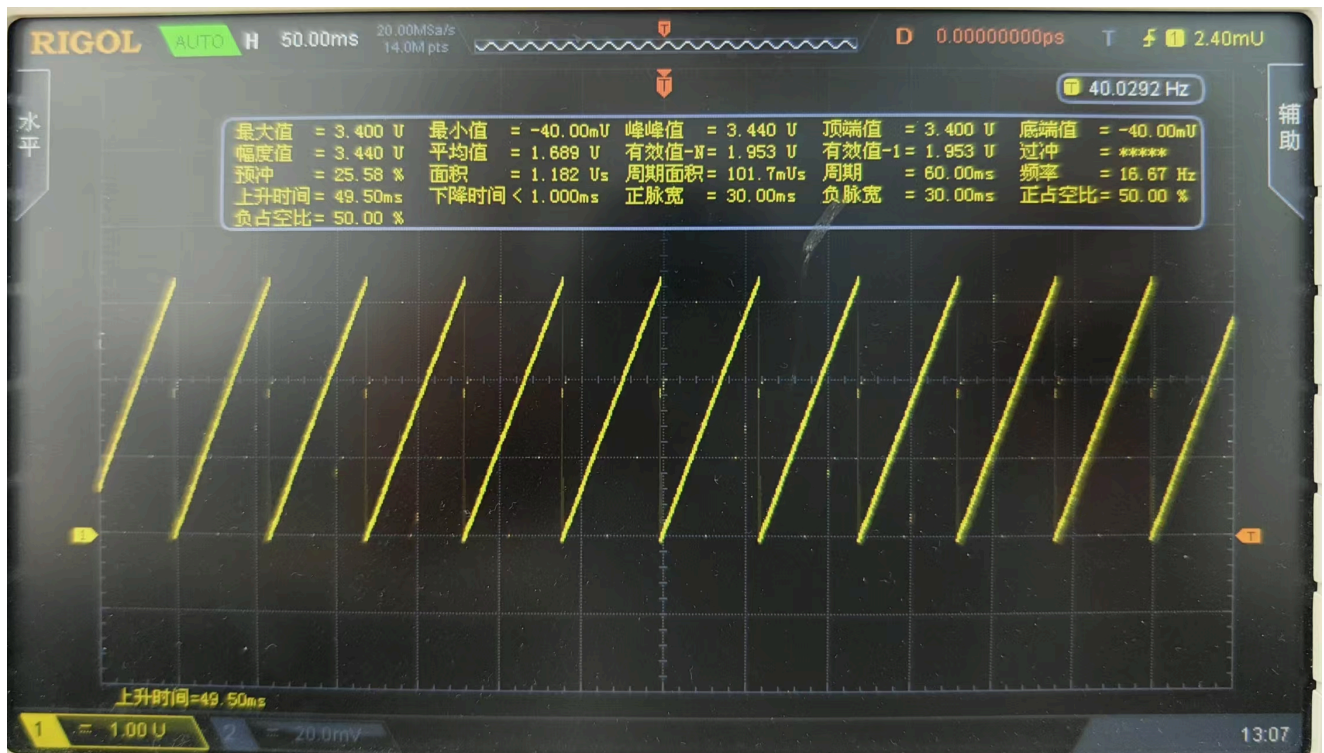 RIGOL AUTO H 50.00ms 20.00MSa/s 14.0M pts T D 0.00000000ps T 1 2.40mU
T
T 40.0292 Hz
水平
辅助
最大值 = 3.400 U 最小值 = -40.00mU 峰峰值 = 3.440 U 顶端值 = 3.400 U 底端值 = -40.00mU
幅度值 = 3.440 U 平均值 = 1.689 U 有效值-N= 1.953 U 有效值-1= 1.953 U 过冲 = *****
预冲 = 25.58 % 面积 = 1.182 Us 周期面积= 101.7mUs 周期 = 60.00ms 频率 = 16.67 Hz
上升时间= 49.50ms 下降时间< 1.000ms 正脉宽 = 30.00ms 负脉宽 = 30.00ms 正占空比= 50.00 %
负占空比= 50.00 %
1 T
上升时间=49.50ms
1 = 1.00 U 2 = 20.0mV 13:07